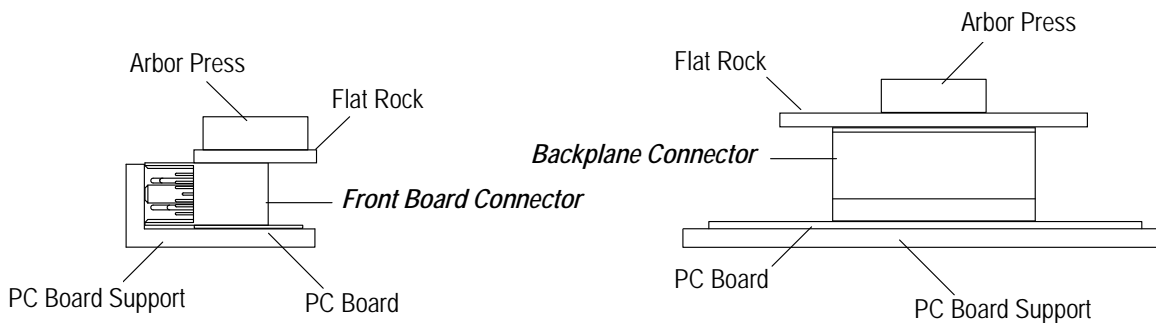 Arbor Press
Flat Rock
Front Board Connector
PC Board Support
PC Board
Arbor Press
Flat Rock
Backplane Connector
PC Board
PC Board Support